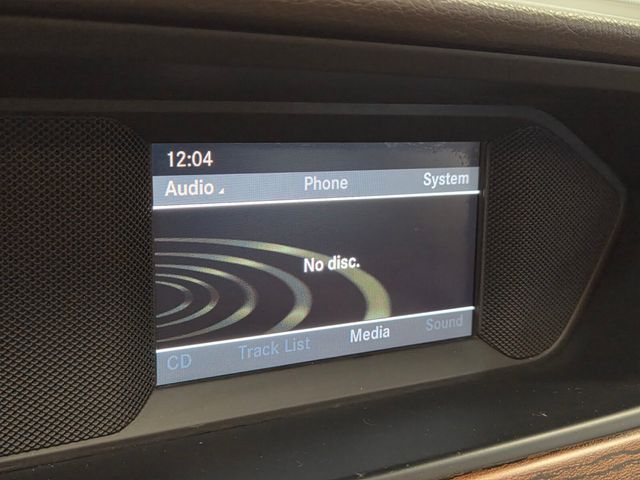 12:04
Audio Phone System
No disc.
CD Track List Media Sound